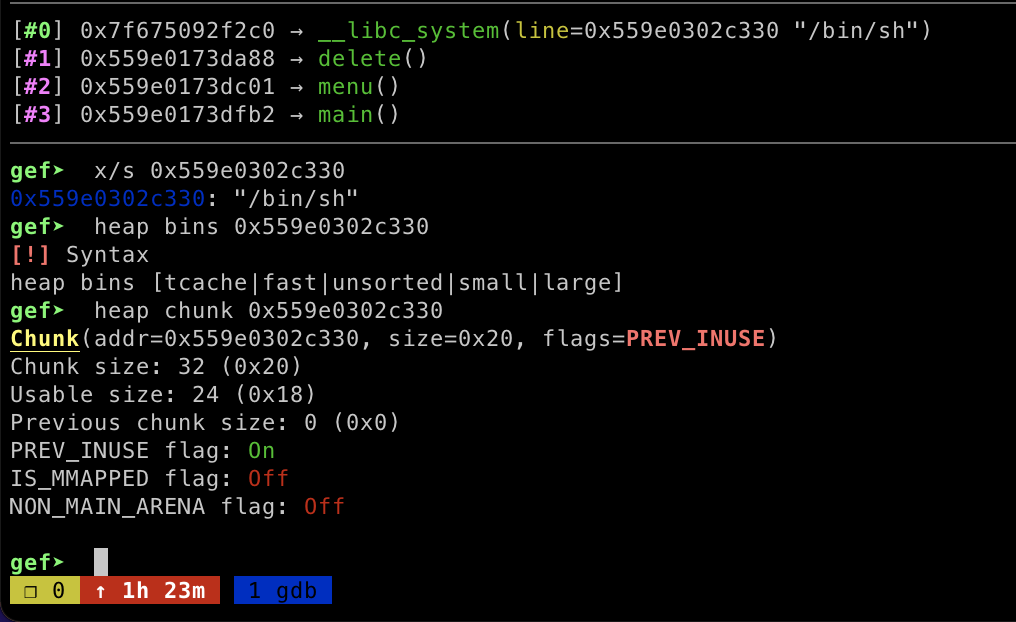 [#0] 0x7f675092f2c0 → __libc_system(line=0x559e0302c330 "/bin/sh")
[#1] 0x559e0173da88 → delete()
[#2] 0x559e0173dc01 → menu()
[#3] 0x559e0173dfb2 → main()
gef➤  x/s 0x559e0302c330
0x559e0302c330: "/bin/sh"
gef➤  heap bins 0x559e0302c330
[!] Syntax
heap bins [tcache|fast|unsorted|small|large]
gef➤  heap chunk 0x559e0302c330
Chunk(addr=0x559e0302c330, size=0x20, flags=PREV_INUSE)
Chunk size: 32 (0x20)
Usable size: 24 (0x18)
Previous chunk size: 0 (0x0)
PREV_INUSE flag: On
IS_MMAPPED flag: Off
NON_MAIN_ARENA flag: Off
gef➤
❐ 0 ↑ 1h 23m 1 gdb